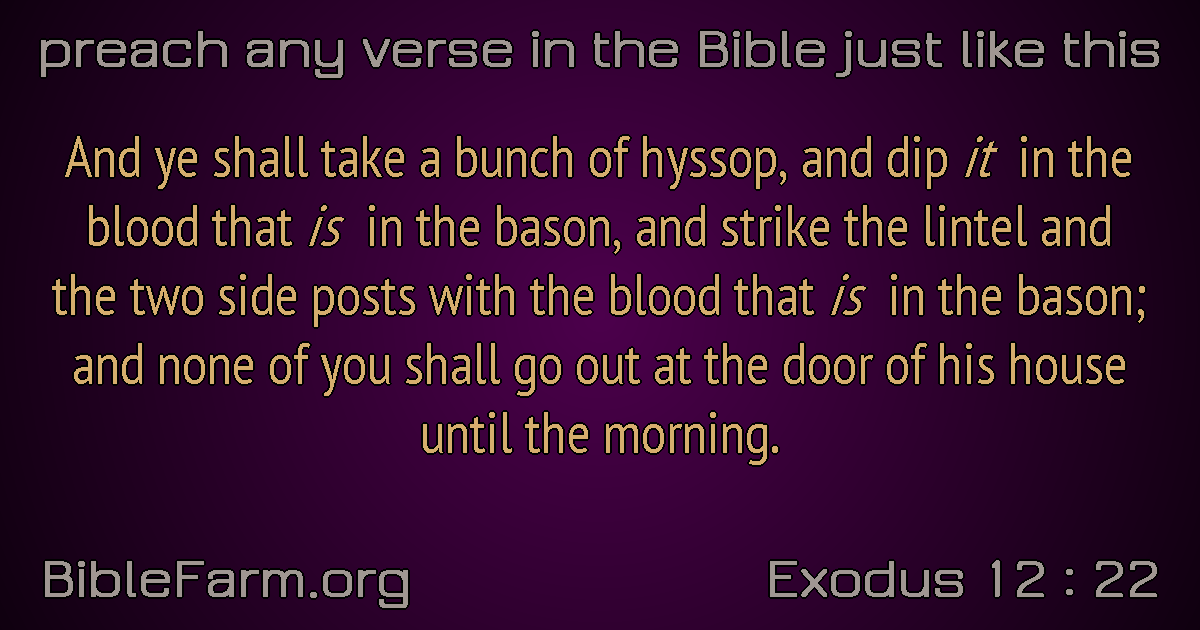 preach any verse in the Bible just like this
And ye shall take a bunch of hyssop, and dip it in the
blood that is in the bason, and strike the lintel and
the two side posts with the blood that is in the bason;
and none of you shall go out at the door of his house
until the morning.
BibleFarm.org
Exodus 12 : 22